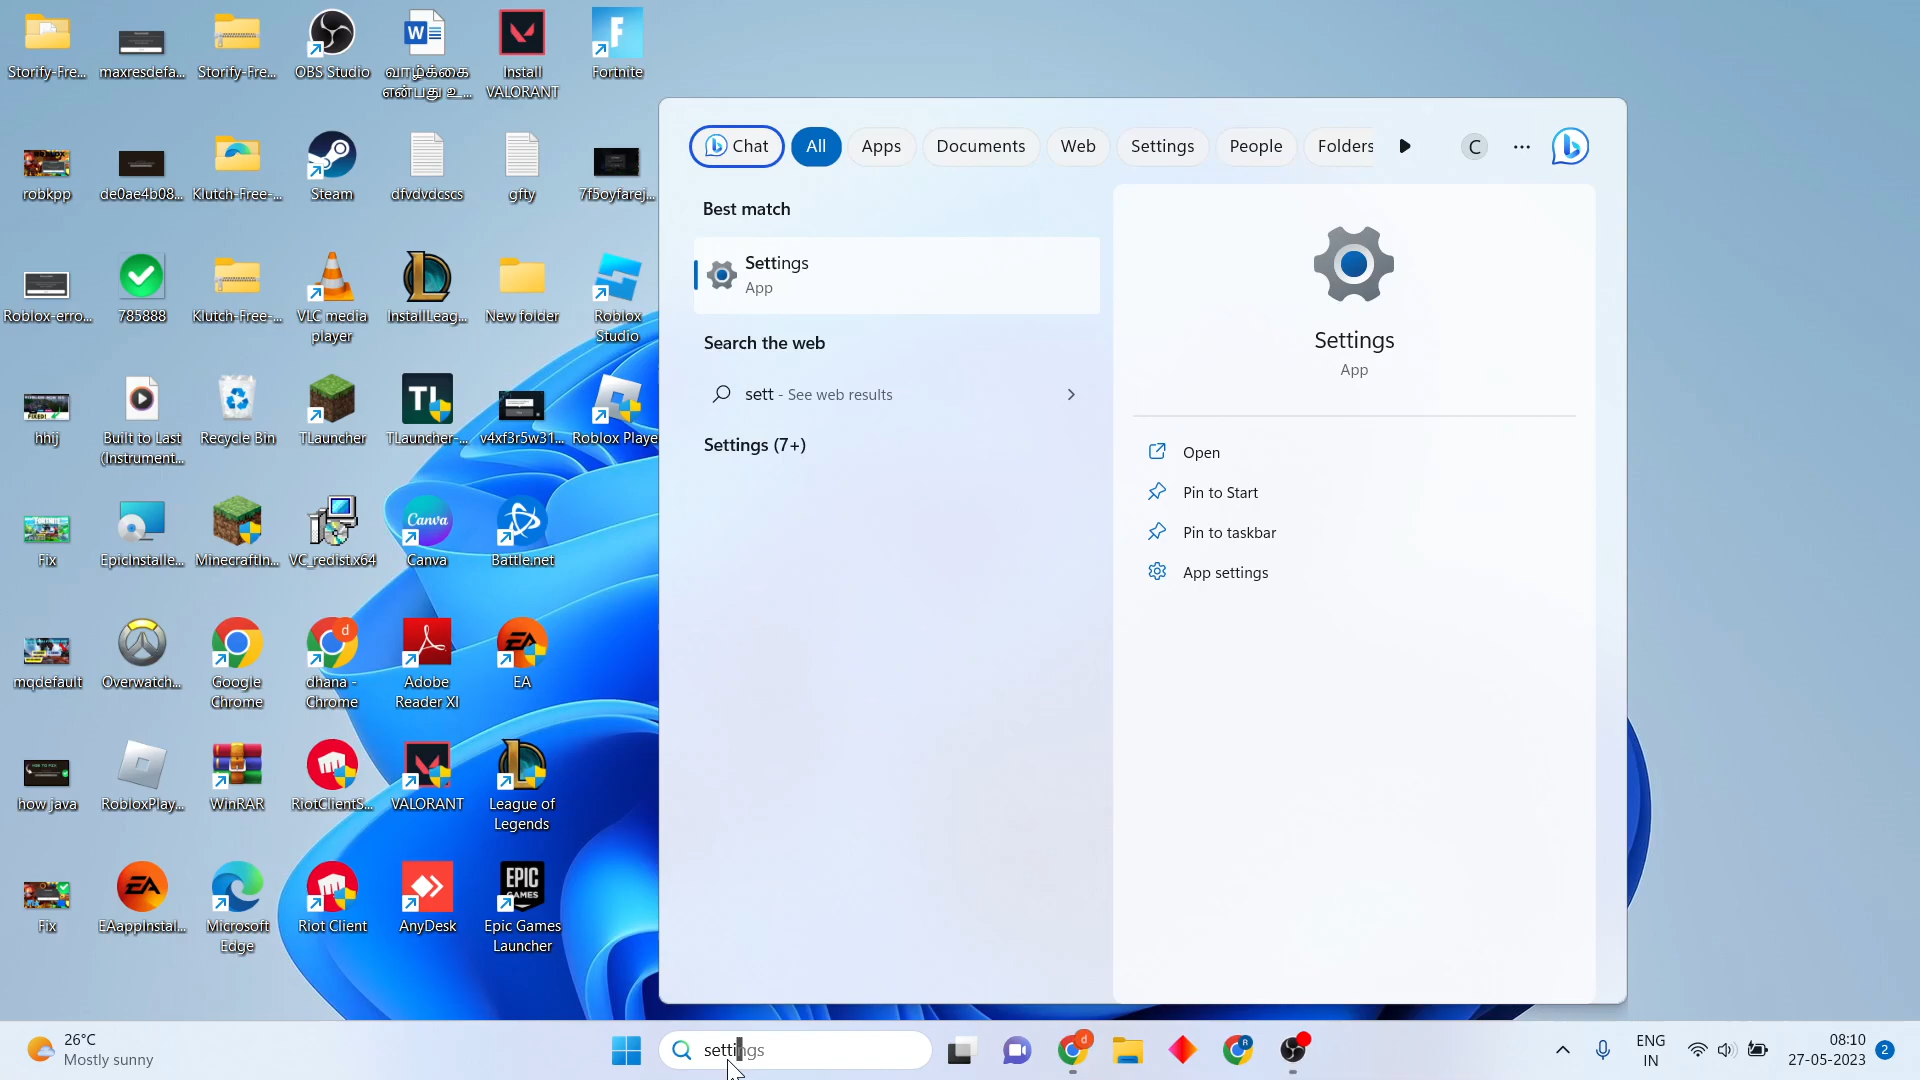 Storify-Fre...
maxresdefa...
Storify-Fre...
OBS Studio
வாழ்க்கை
என்பது உ...
Install
VALORANT
Fortnite
robkpp
de0ae4b08...
Klutch-Free-...
Steam
dfvdvdcscs
gfty
7f5oyfarej...
Roblox-erro...
785888
Klutch-Free-...
VLC media
player
InstallLeag...
New folder
Roblox
Studio
hhij
Built to Last
(Instrument...
Recycle Bin
TLauncher
TLauncher-...
v4xf3r5w31...
Roblox Playe
Fix
EpicInstalle...
MinecraftIn...
VC_redist.x64
Canva
Battle.net
mqdefault
Overwatch...
Google
Chrome
dhana -
Chrome
Adobe
Reader XI
EA
how java
RobloxPlay...
WinRAR
RiotClientS...
VALORANT
League of
Legends
Fix
EAappInstal...
Microsoft
Edge
Riot Client
AnyDesk
Epic Games
Launcher
Chat
All
Apps
Documents
Web
Settings
People
Folders
C
Best match
Settings
App
Search the web
sett - See web results
Settings (7+)
Settings
App
Open
Pin to Start
Pin to taskbar
App settings
26°C
Mostly sunny
settings
ENG
IN
08:10
27-05-2023
2